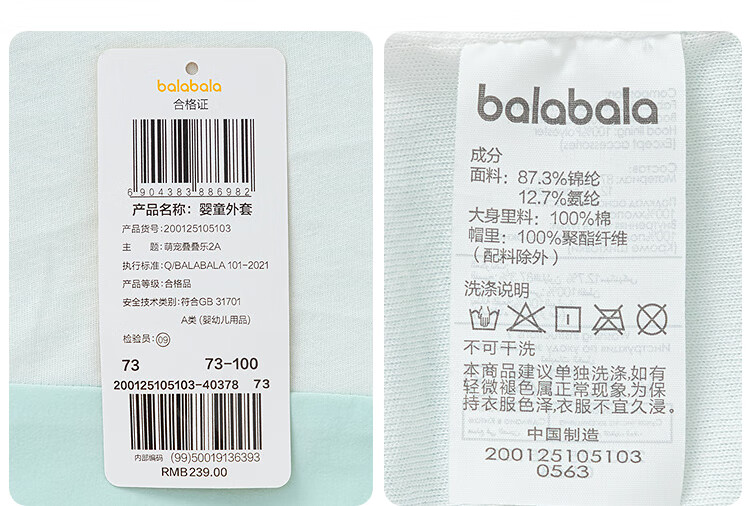 balabala
合格证
6 904383 886982
产品名称：婴童外套
产品货号：200125105103
主　题：萌宠叠叠乐2A
执行标准：Q/BALABALA 101-2021
产品等级：合格品
安全技术类别：符合GB 31701
A类（婴幼儿用品）
检验员：09
73 73-100
200125105103-40378 73
内部编码 (99)50019136393
RMB239.00
balabala
成分
面料：87.3%锦纶
12.7%氨纶
大身里料：100%棉
帽里：100%聚酯纤维
（配料除外）
洗涤说明
不可干洗
本商品建议单独洗涤,如有
轻微褪色属正常现象,为保
持衣服色泽,衣服不宜久浸。
中国制造
200125105103
0563